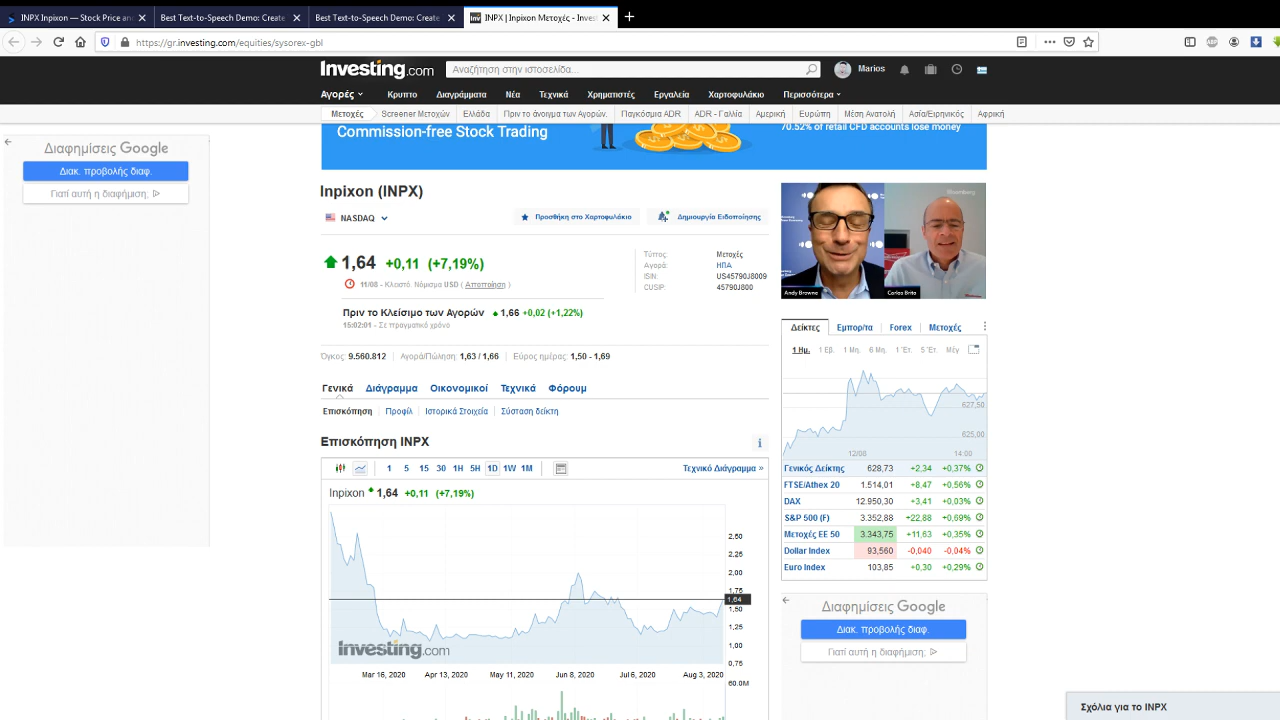 INPX Inpixon — Stock Price and
Best Text-to-Speech Demo: Create
Best Text-to-Speech Demo: Create
INPX | Inpixon Μετοχές - Inves
https://gr.investing.com/equities/sysorex-gbl
Investing.com
Αναζήτηση στην ιστοσελίδα...
Marios
Αγορές
Κρυπτο
Διαγράμματα
Νέα
Τεχνικά
Χρηματιστές
Εργαλεία
Χαρτοφυλάκιο
Περισσότερα
Μετοχές
Screener Μετοχών
Ελλάδα
Πριν το άνοιγμα των Αγορών.
Παγκόσμια ADR
ADR - Γαλλία
Αμερική
Ευρώπη
Μέση Ανατολή
Ασία/Ειρηνικός
Αφρική
Commission-free Stock Trading
70.52% of retail CFD accounts lose money
Διαφημίσεις Google
Διακ. προβολής διαφ.
Γιατί αυτή η διαφήμιση;
Inpixon (INPX)
NASDAQ
Προσθήκη στο Χαρτοφυλάκιο
Δημιουργία Ειδοποίησης
1,64 +0,11 (+7,19%)
11/08 - Κλειστό. Νόμισμα USD ( Αποποίηση )
Πριν το Κλείσιμο των Αγορών 1,66 +0,02 (+1,22%)
15:02:01 - Σε πραγματικό χρόνο
Τύπος: Μετοχές
Αγορά: ΗΠΑ
ISIN: US45790J8009
CUSIP: 45790J800
Όγκος: 9.560.812
Αγορά/Πώληση: 1,63 / 1,66
Εύρος ημέρας: 1,50 - 1,69
Γενικά
Διάγραμμα
Οικονομικοί
Τεχνικά
Φόρουμ
Επισκόπηση
Προφίλ
Ιστορικά Στοιχεία
Σύσταση δείκτη
Επισκόπηση INPX
1 5 15 30 1H 5H 1D 1W 1M
Τεχνικό Διάγραμμα »
Inpixon 1,64 +0,11 (+7,19%)
2,50
2,25
2,00
1,75
1,64
1,50
1,25
1,00
0,75
Investing.com
Mar 16, 2020
Apr 13, 2020
May 11, 2020
Jun 8, 2020
Jul 6, 2020
Aug 3, 2020
60.0M
Andy Browne
Carlos Brito
Bloomberg
Δείκτες
Εμπορ/τα
Forex
Μετοχές
1 Ημ. 1 Εβ. 1 Μη. 6 Μη. 1 Έτ. 5 Έτ. Μέγ
627,50
625,00
12/08
14:00
Γενικός Δείκτης 628,73 +2,34 +0,37%
FTSE/Athex 20 1.514,01 +8,47 +0,56%
DAX 12.950,30 +3,41 +0,03%
S&P 500 (F) 3.352,88 +22,88 +0,69%
Μετοχές ΕΕ 50 3.343,75 +11,63 +0,35%
Dollar Index 93,560 -0,040 -0,04%
Euro Index 103,85 +0,30 +0,29%
Διαφημίσεις Google
Διακ. προβολής διαφ.
Γιατί αυτή η διαφήμιση;
Σχόλια για το INPX